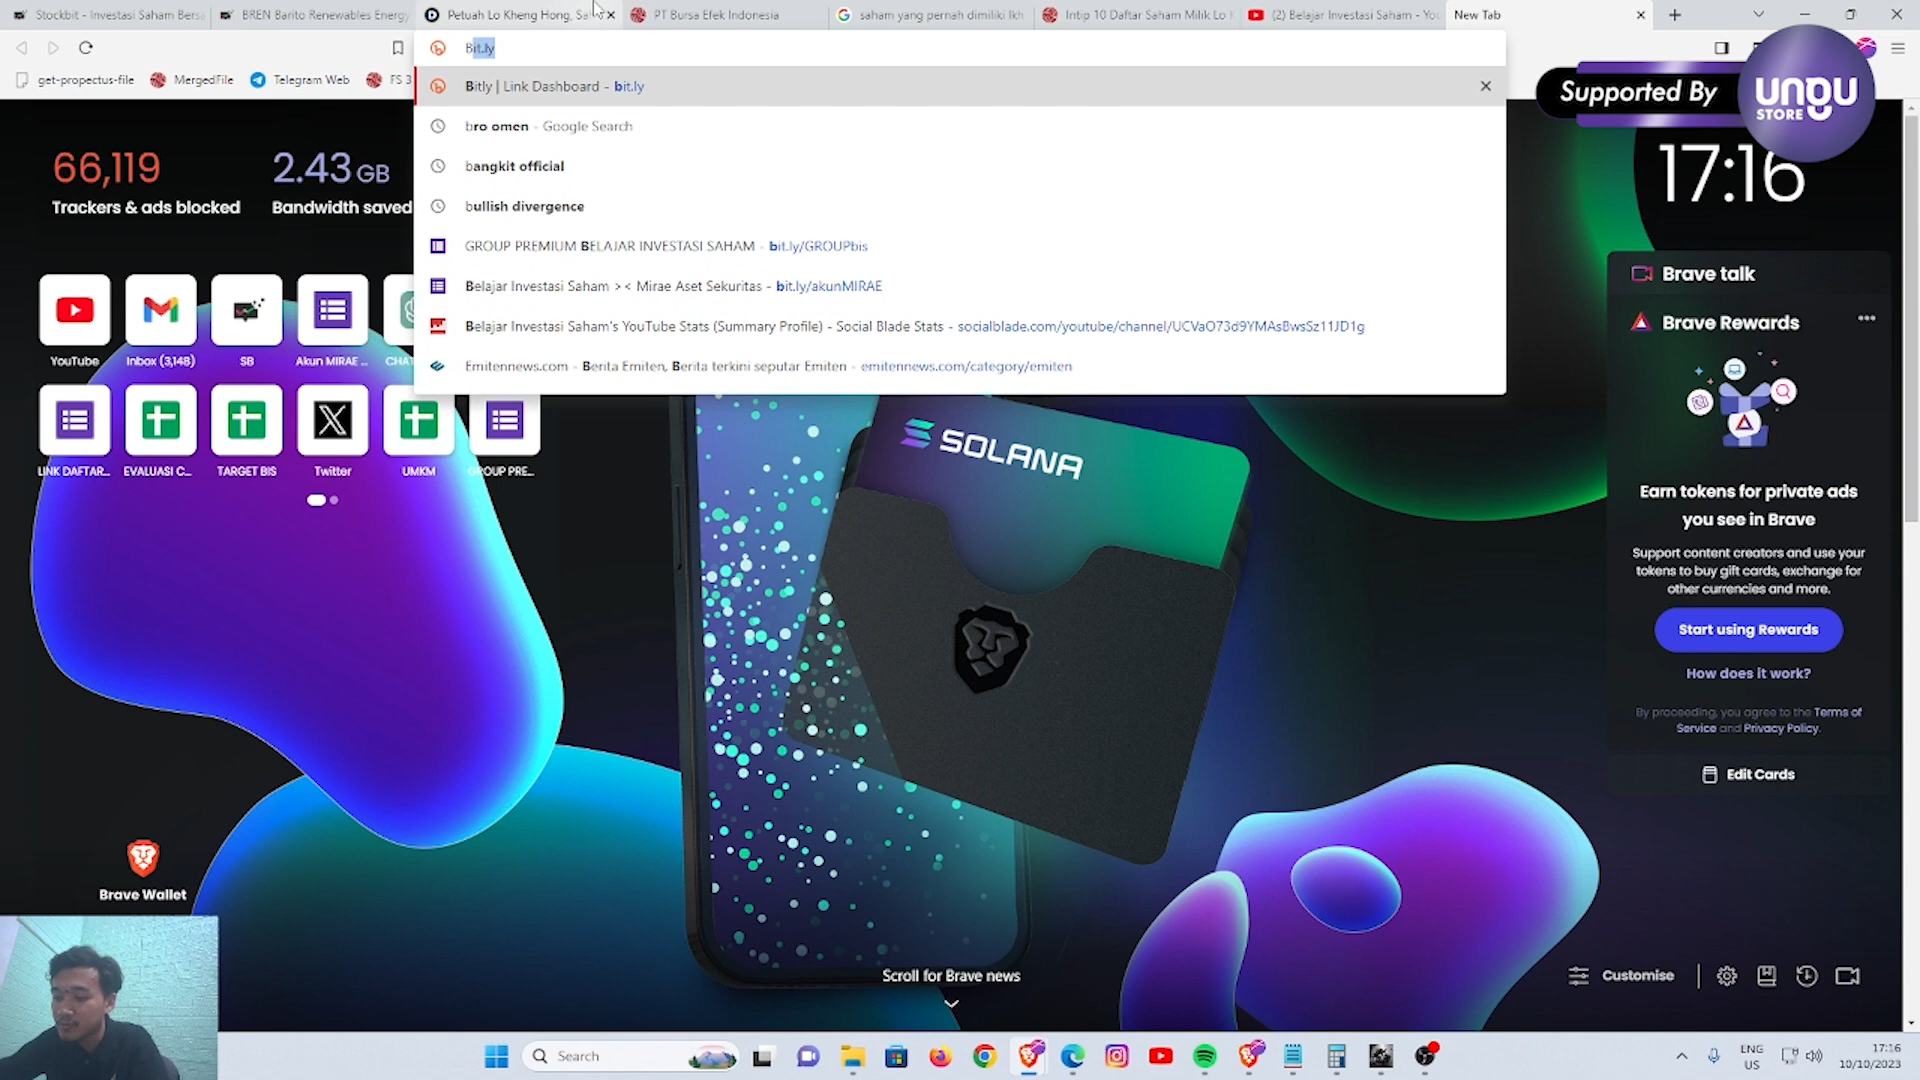 Stockbit - Investasi Saham Bersa
BREN Barito Renewables Energy
Petuah Lo Kheng Hong, Sa
PT Bursa Efek Indonesia
saham yang pernah dimiliki lkh
Intip 10 Daftar Saham Milik Lo K
(2) Belajar Investasi Saham - You
New Tab
Bit.ly
get-propectus-file
MergedFile
Telegram Web
FS 3
Bitly | Link Dashboard - bit.ly
bro omen - Google Search
bangkit official
bullish divergence
GROUP PREMIUM BELAJAR INVESTASI SAHAM - bit.ly/GROUPbis
Belajar Investasi Saham >< Mirae Aset Sekuritas - bit.ly/akunMIRAE
Belajar Investasi Saham's YouTube Stats (Summary Profile) - Social Blade Stats - socialblade.com/youtube/channel/UCVaO73d9YMAsBwsSz11JD1g
Emitennews.com - Berita Emiten, Berita terkini seputar Emiten - emitennews.com/category/emiten
Supported By
ungu
STORE
66,119
Trackers & ads blocked
2.43 GB
Bandwidth saved
17:16
YouTube
Inbox (3,148)
SB
Akun MIRAE ...
CHAT
LINK DAFTAR...
EVALUASI C...
TARGET BIS
Twitter
UMKM
GROUP PRE...
SOLANA
Brave talk
Brave Rewards
Earn tokens for private ads
you see in Brave
Support content creators and use your
tokens to buy gift cards, exchange for
other currencies and more.
Start using Rewards
How does it work?
By proceeding, you agree to the Terms of
Service and Privacy Policy.
Edit Cards
Brave Wallet
Scroll for Brave news
Customise
Search
ENG
US
17:16
10/10/2023